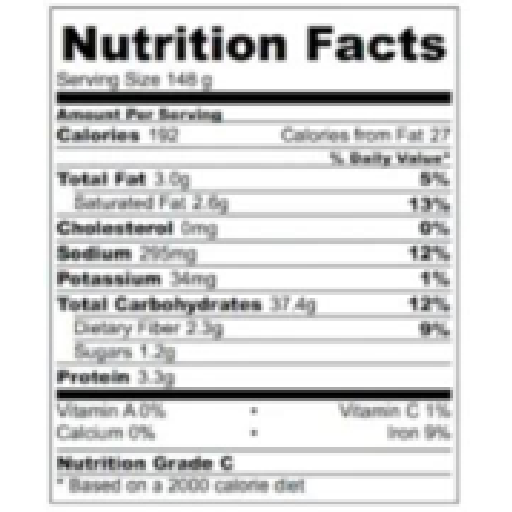 Nutrition Facts
Serving Size 148 g
Amount Per Serving
Calories 192 Calories from Fat 27
% Daily Value*
Total Fat 3.0g 5%
Saturated Fat 2.6g 13%
Cholesterol 0mg 0%
Sodium 295mg 12%
Potassium 34mg 1%
Total Carbohydrates 37.4g 12%
Dietary Fiber 2.3g 9%
Sugars 1.2g
Protein 3.3g
Vitamin A 0% • Vitamin C 1%
Calcium 0% • Iron 9%
Nutrition Grade C
* Based on a 2000 calorie diet